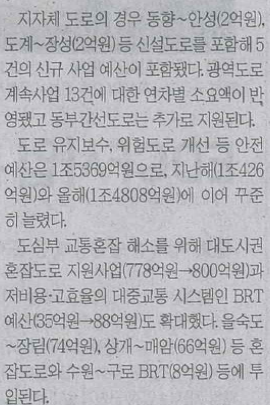 지자체 도로의 경우 동향~안성(2억원),
도계~장성(2억원) 등 신설도로를 포함해 5
건의 신규 사업 예산이 포함됐다. 광역도로
계속사업 13건에 대한 연차별 소요액이 반
영됐고 동부간선도로는 추가로 지원된다.
도로 유지보수, 위험도로 개선 등 안전
예산은 1조5369억원으로, 지난해(1조426
억원)와 올해(1조4808억원)에 이어 꾸준
히 늘렸다.
도심부 교통혼잡 해소를 위해 대도시권
혼잡도로 지원사업(778억원→800억원)과
저비용·고효율의 대중교통 시스템인 BRT
예산(35억원→88억원)도 확대했다. 을숙도
~장림(74억원), 상개~매암(66억원) 등 혼
잡도로와 수원~구로 BRT(8억원) 등에 투
입된다.